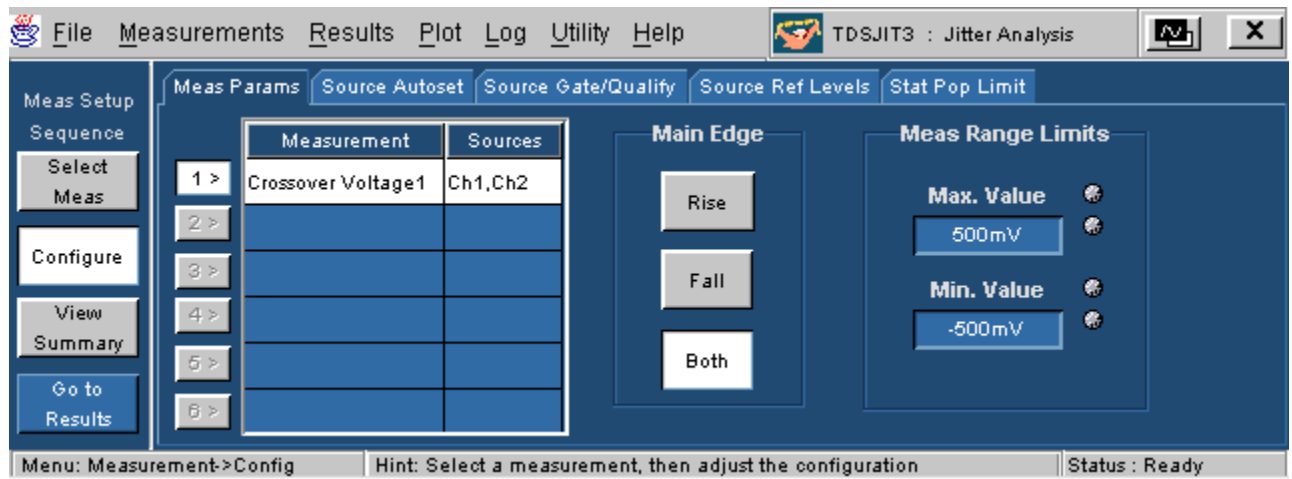 File Measurements Results Plot Log Utility Help TDSJIT3 : Jitter Analysis X
Meas Setup
Sequence
Select
Meas
Configure
View
Summary
Go to
Results
Meas Params Source Autoset Source Gate/Qualify Source Ref Levels Stat Pop Limit
Measurement Sources
1 > Crossover Voltage1 Ch1,Ch2
2 >
3 >
4 >
5 >
6 >
Main Edge
Rise
Fall
Both
Meas Range Limits
Max. Value
500mV
Min. Value
-500mV
Menu: Measurement->Config Hint: Select a measurement, then adjust the configuration Status : Ready